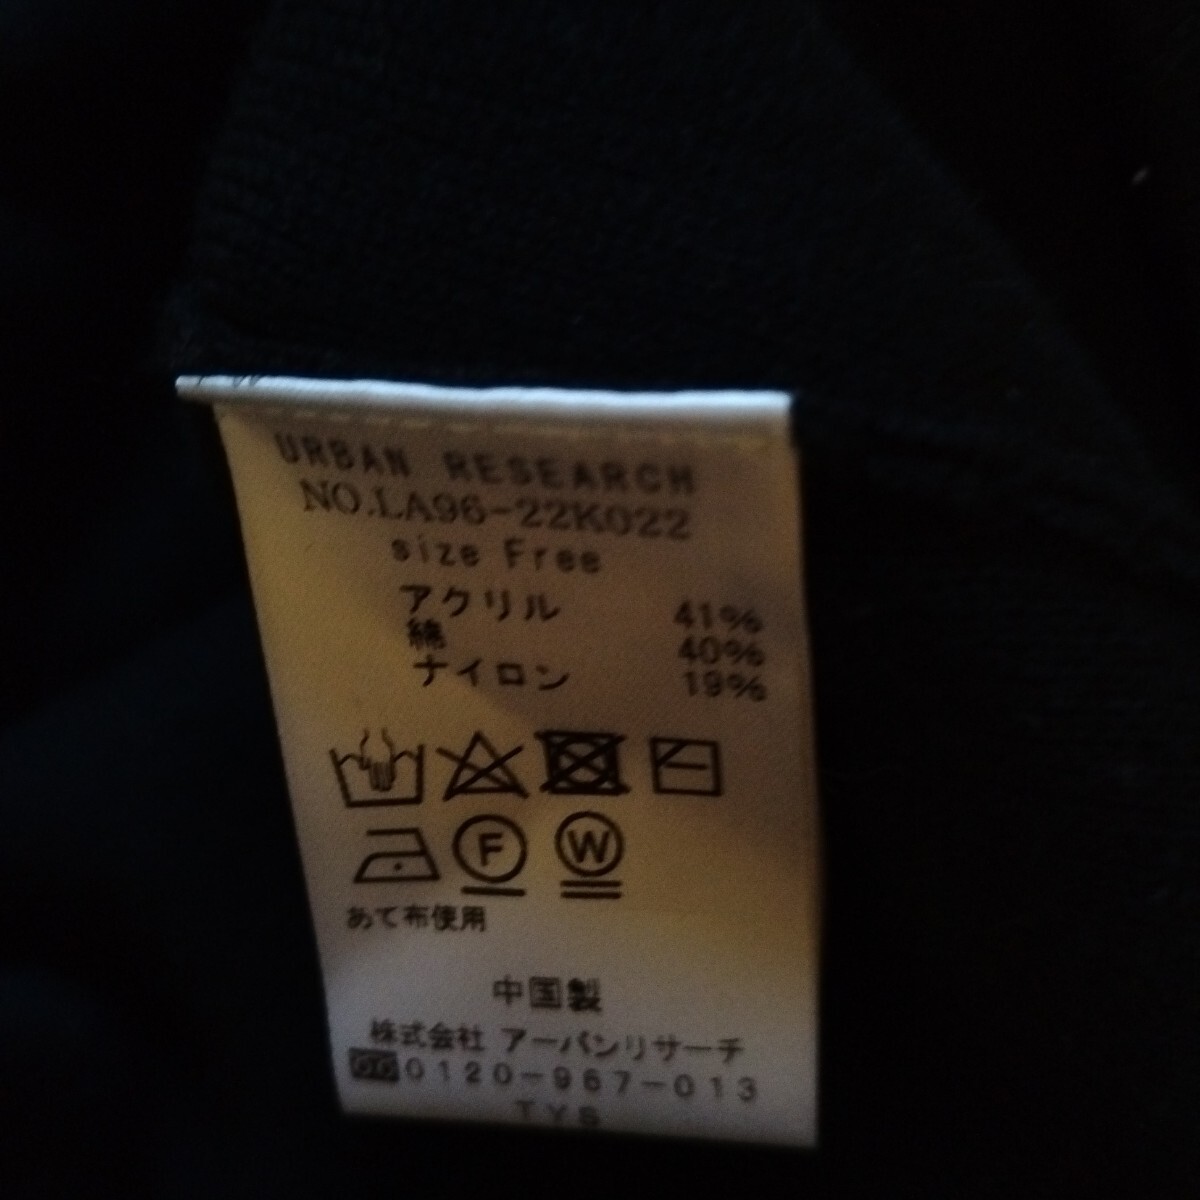 URBAN RESEARCH
NO.LA96-22K022
size Free
アクリル 41%
綿 40%
ナイロン 19%
F W
あて布使用
中国製
株式会社 アーバンリサーチ
0120-967-013
TYS